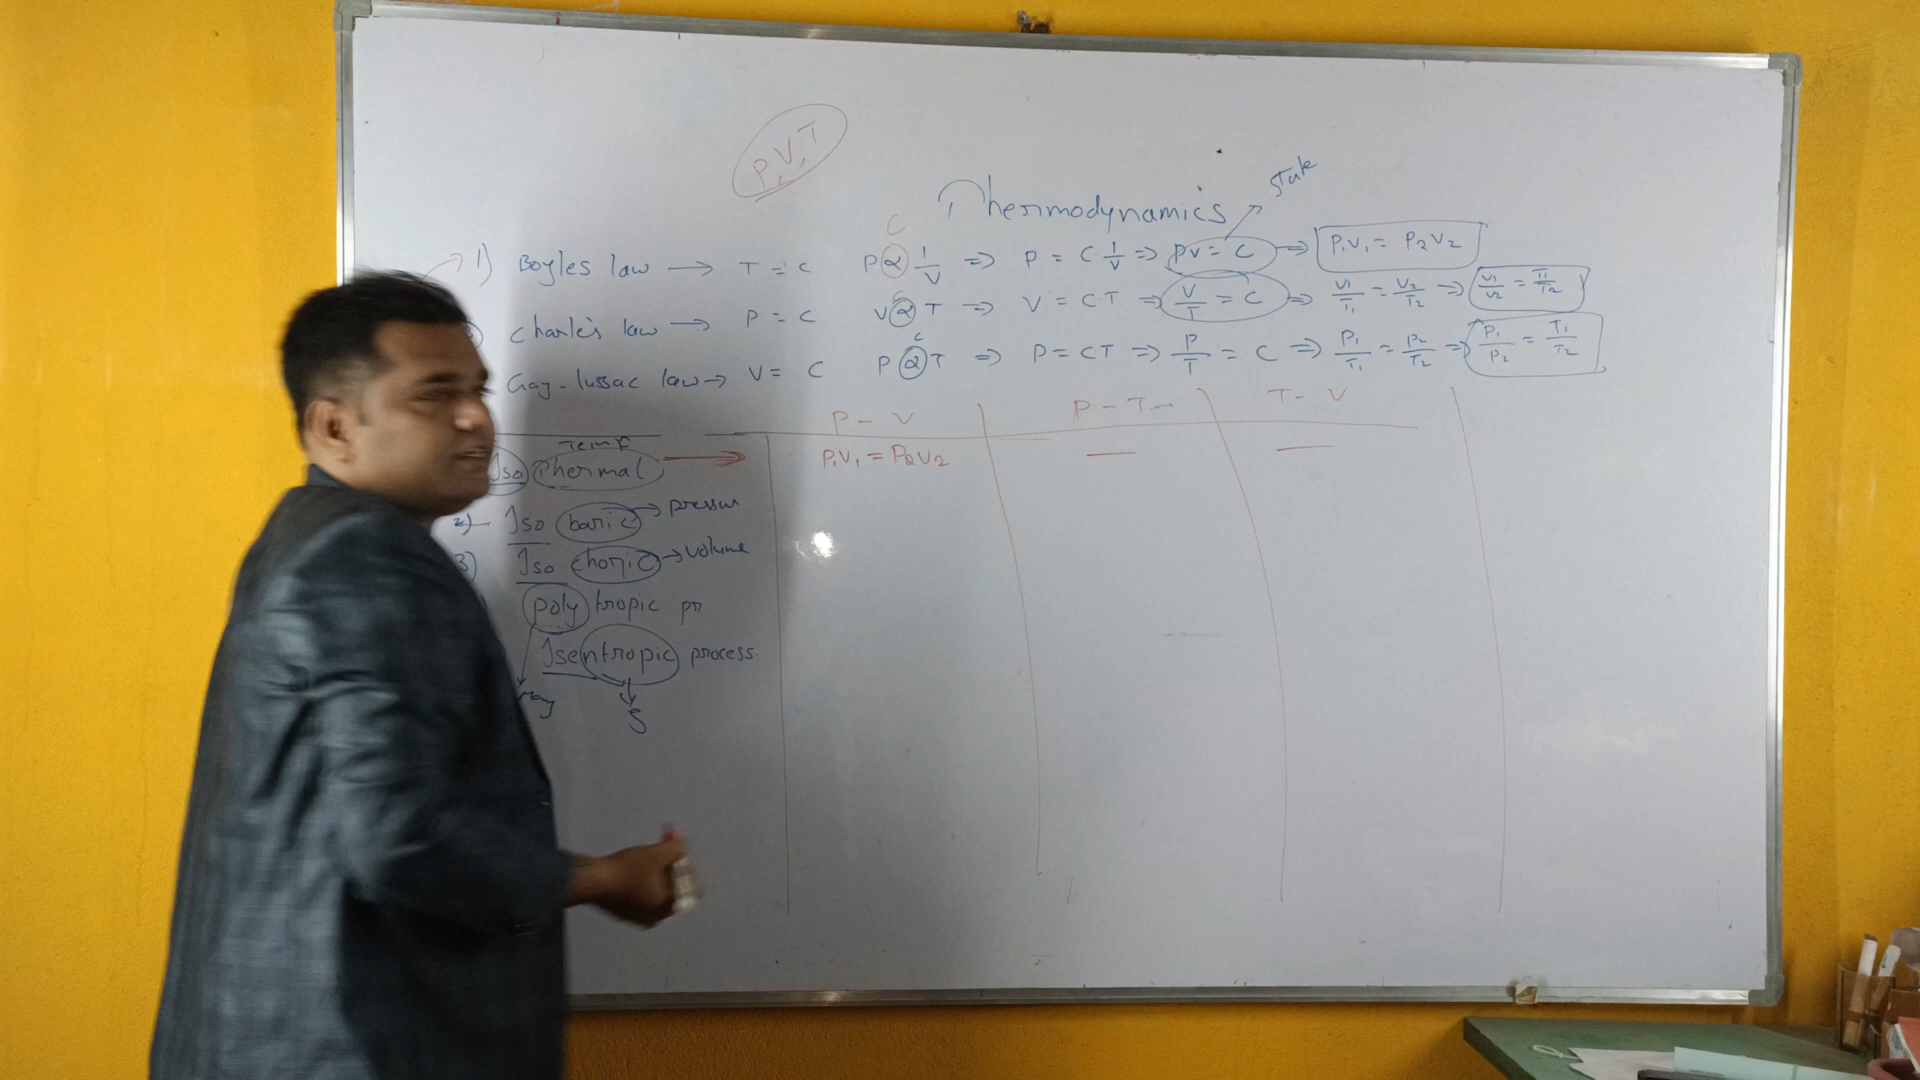 P,V,T
Thermodynamics
State
1) Boyles law → T = C P α 1/V ⇒ P = C · 1/V ⇒ PV = C ⇒ P1V1 = P2V2
C
Charle's law → P = C V α T ⇒ V = C·T ⇒ V/T = C ⇒ V1/T1 = V2/T2 ⇒ V1/V2 = T1/T2
C
Gay-lussac law → V = C P α T ⇒ P = CT ⇒ P/T = C ⇒ P1/T1 = P2/T2 ⇒ P1/P2 = T1/T2
C
P - V P - T - T - V
Temp
Iso thermal → P1V1 = P2V2 — —
2) Iso baric → pressur
3) Iso choric → volume
poly tropic pr
Isentropic process.
many S